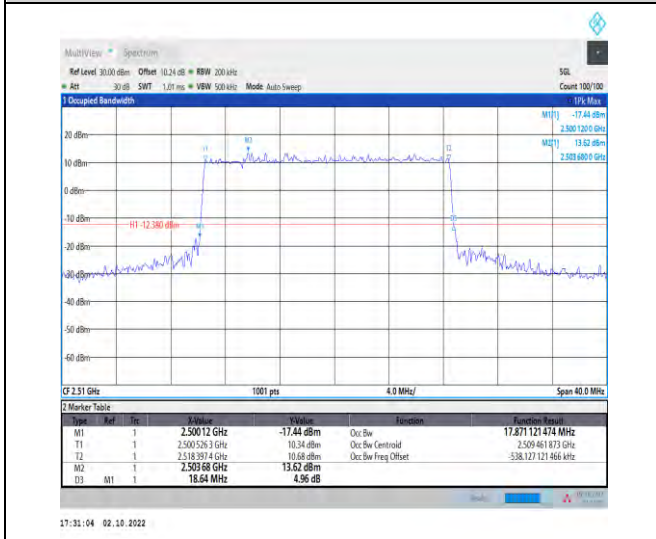 MultiView Spectrum
Ref Level 30.00 dBm Offset 10.24 dB RBW 200 kHz SGL
Att 30 dB SWT 1.01 ms VBW 500 kHz Mode Auto Sweep Count 100/100
1 Occupied Bandwidth 1Pk Max
M1[1] -17.44 dBm
2.500 120 0 GHz
M2[1] 13.62 dBm
2.503 680 0 GHz
20 dBm
10 dBm
0 dBm
-10 dBm
H1 -12.380 dBm
-20 dBm
-30 dBm
-40 dBm
-50 dBm
-60 dBm
CF 2.51 GHz 1001 pts 4.0 MHz/ Span 40.0 MHz
2 Marker Table
Type Ref Trc X-Value Y-Value Function Function Result
M1 1 2.50012 GHz -17.44 dBm Occ Bw 17.871 121 474 MHz
T1 1 2.500 526 3 GHz 10.34 dBm Occ Bw Centroid 2.509 461 873 GHz
T2 1 2.518 397 4 GHz 10.68 dBm Occ Bw Freq Offset -538.127 121 466 kHz
M2 1 2.503 68 GHz 13.62 dBm
D3 M1 1 18.64 MHz 4.96 dB
17:31:04 02.10.2022